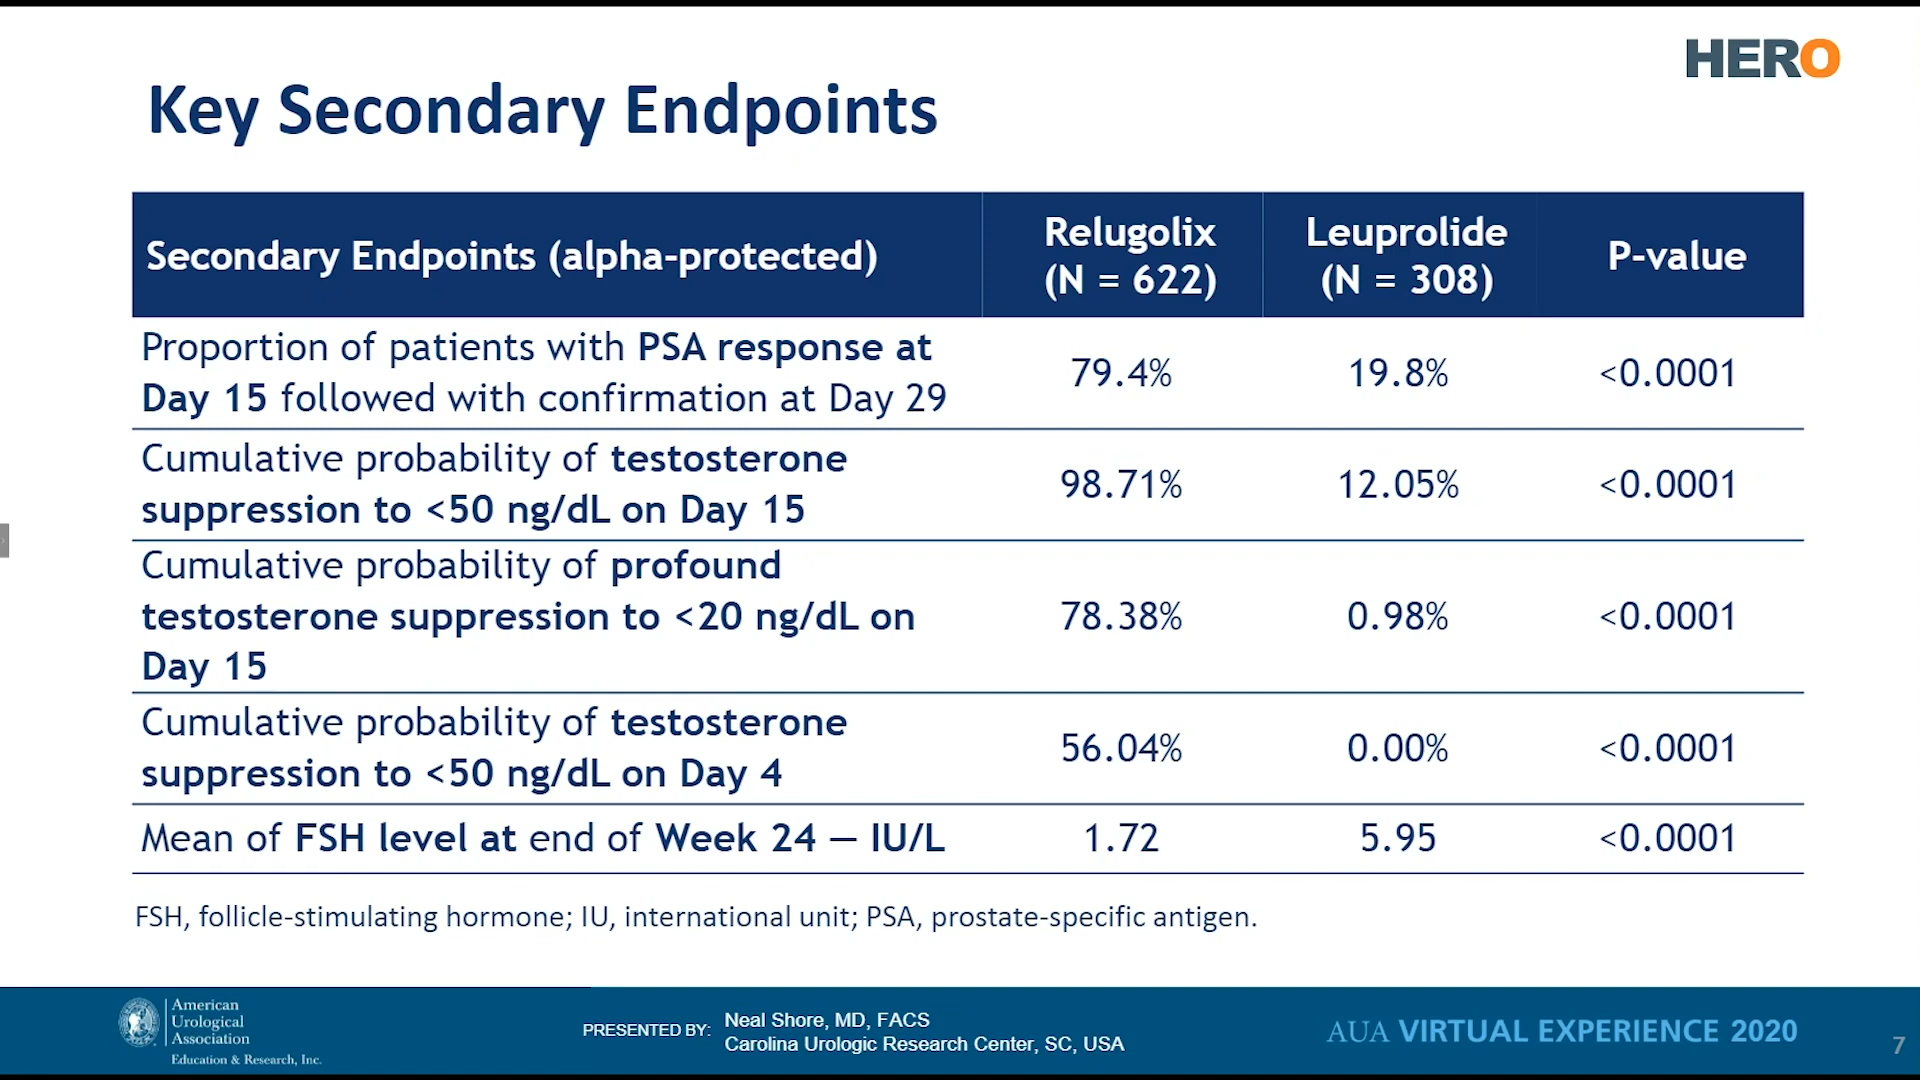 HERO
Key Secondary Endpoints
Secondary Endpoints (alpha-protected)
Relugolix
(N = 622)
Leuprolide
(N = 308)
P-value
Proportion of patients with PSA response at
Day 15 followed with confirmation at Day 29
79.4%
19.8%
<0.0001
Cumulative probability of testosterone
suppression to <50 ng/dL on Day 15
98.71%
12.05%
<0.0001
Cumulative probability of profound
testosterone suppression to <20 ng/dL on
Day 15
78.38%
0.98%
<0.0001
Cumulative probability of testosterone
suppression to <50 ng/dL on Day 4
56.04%
0.00%
<0.0001
Mean of FSH level at end of Week 24 — IU/L
1.72
5.95
<0.0001
FSH, follicle-stimulating hormone; IU, international unit; PSA, prostate-specific antigen.
American
Urological
Association
Education & Research, Inc.
PRESENTED BY:
Neal Shore, MD, FACS
Carolina Urologic Research Center, SC, USA
AUA VIRTUAL EXPERIENCE 2020
7